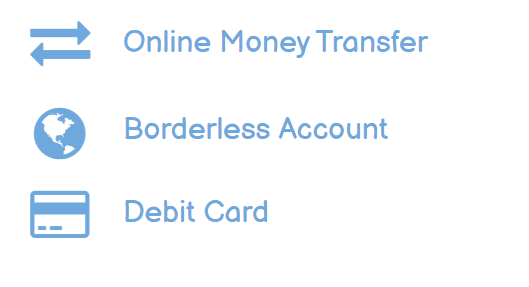 Online Money Transfer
Borderless Account
Debit Card